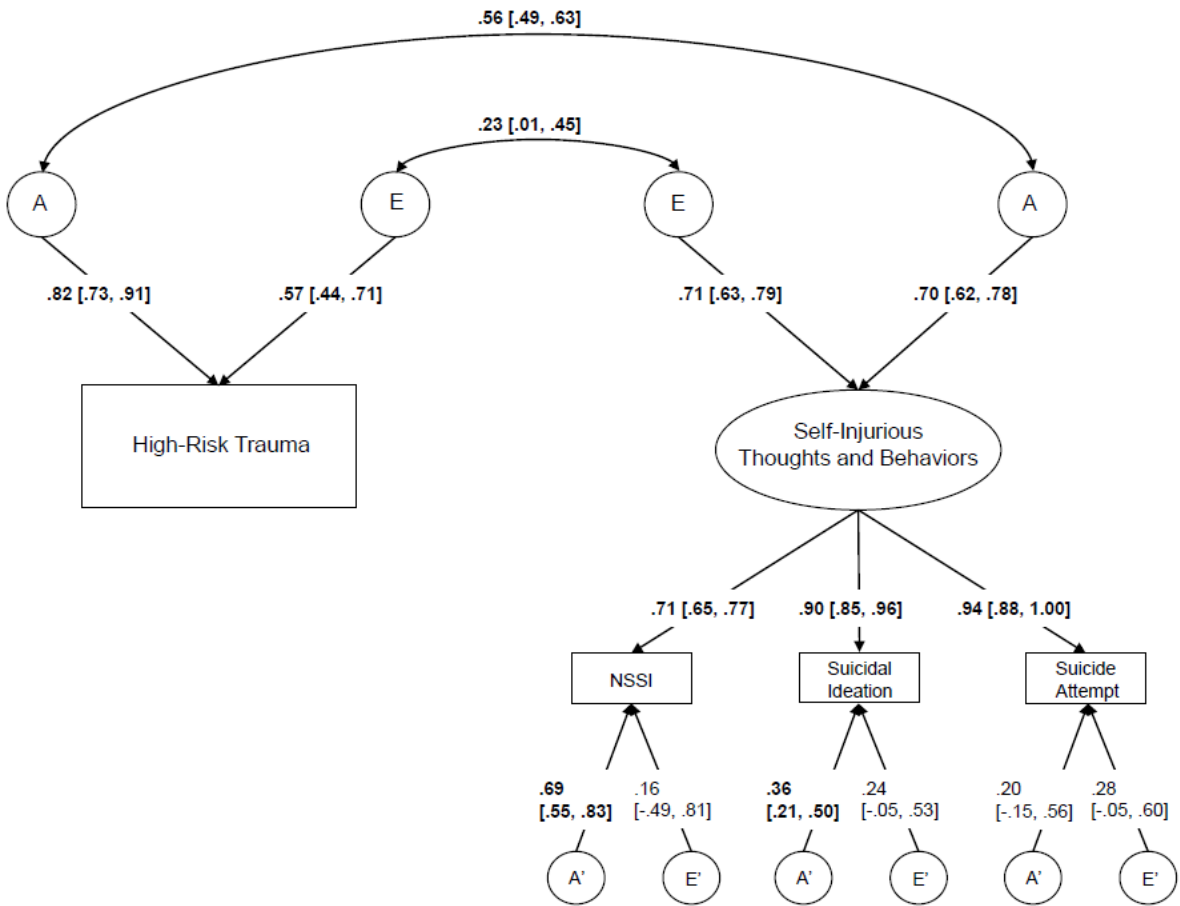 .56 [.49, .63]
.23 [.01, .45]
A
E
E
A
.82 [.73, .91]
.57 [.44, .71]
.71 [.63, .79]
.70 [.62, .78]
High-Risk Trauma
Self-Injurious
Thoughts and Behaviors
.71 [.65, .77]
.90 [.85, .96]
.94 [.88, 1.00]
NSSI
Suicidal
Ideation
Suicide
Attempt
.69
[.55, .83]
.16
[-.49, .81]
.36
[.21, .50]
.24
[-.05, .53]
.20
[-.15, .56]
.28
[-.05, .60]
A'
E'
A'
E'
A'
E'